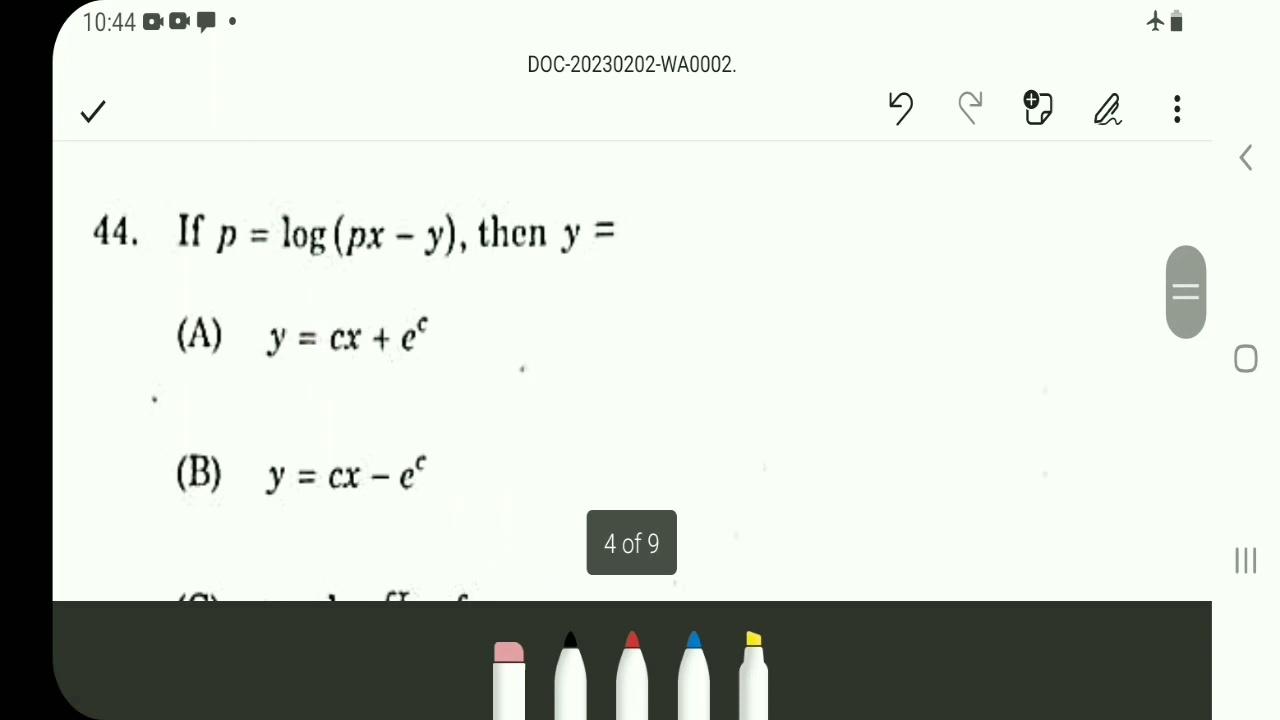 10:44
DOC-20230202-WA0002.
44. If p = log(px − y), then y =
(A) y = cx + e^c
(B) y = cx − e^c
4 of 9